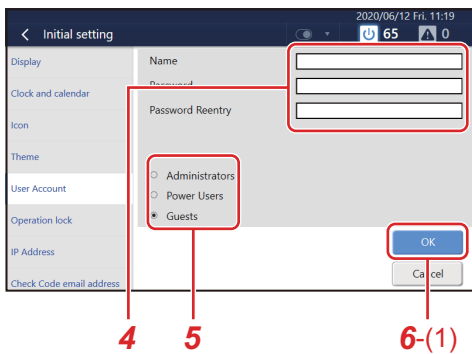 2020/06/12 Fri. 11:19
Initial setting
65
0
Display
Clock and calendar
Icon
Theme
User Account
Operation lock
IP Address
Check Code email address
Name
Password
Password Reentry
Administrators
Power Users
Guests
OK
Cancel
4
5
6-(1)